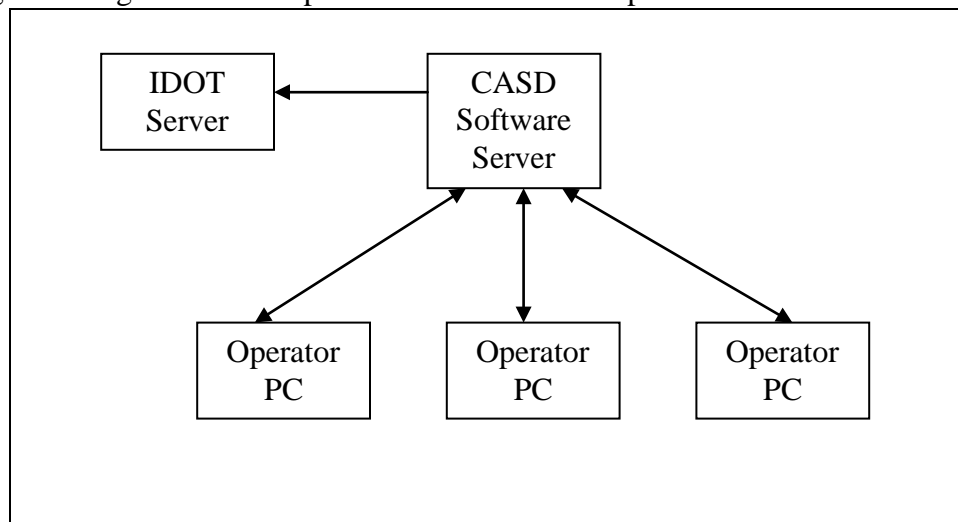 IDOT
Server
CASD
Software
Server
Operator
PC
Operator
PC
Operator
PC